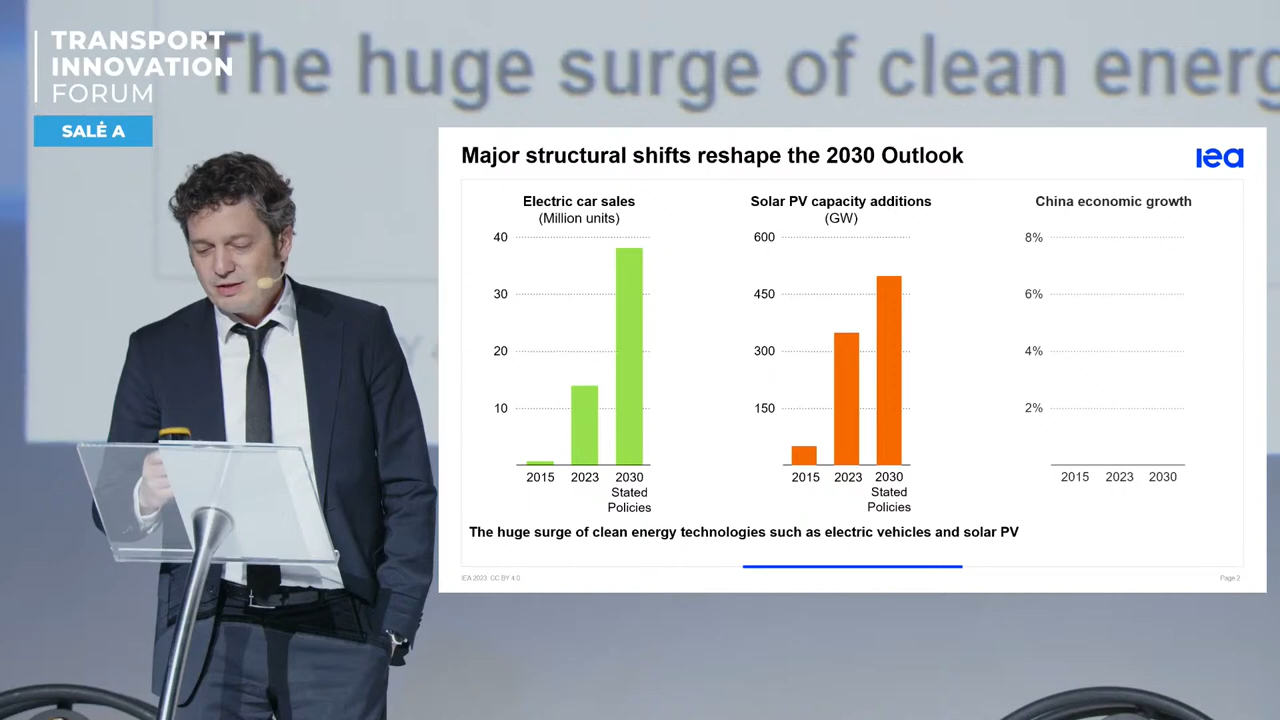 TRANSPORT
INNOVATION
FORUM
SALĖ A
The huge surge of clean energ
Major structural shifts reshape the 2030 Outlook
iea
Electric car sales
(Million units)
40
30
20
10
2015
2023
2030
Stated
Policies
Solar PV capacity additions
(GW)
600
450
300
150
2015
2023
2030
Stated
Policies
China economic growth
8%
6%
4%
2%
2015
2023
2030
The huge surge of clean energy technologies such as electric vehicles and solar PV
IEA 2023 CC BY 4.0
Page 2